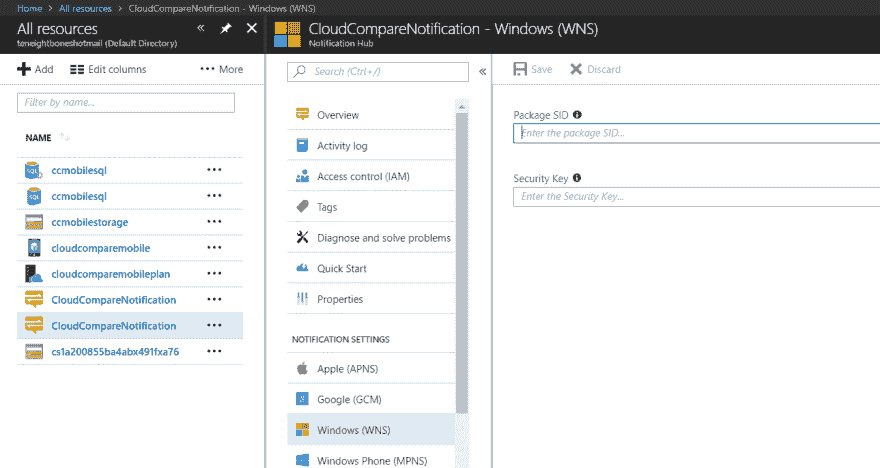 Home > All resources > CloudCompareNotification - Windows (WNS)
All resources
teneightboneshotmail (Default Directory)
Add
Edit columns
More
Filter by name...
NAME
ccmobilesql
ccmobilesql
ccmobilestorage
cloudcomparemobile
cloudcomparemobileplan
CloudCompareNotification
CloudCompareNotification
cs1a200855ba4abx491fxa76
CloudCompareNotification - Windows (WNS)
Notification Hub
Search (Ctrl+/)
Overview
Activity log
Access control (IAM)
Tags
Diagnose and solve problems
Quick Start
Properties
NOTIFICATION SETTINGS
Apple (APNS)
Google (GCM)
Windows (WNS)
Windows Phone (MPNS)
Save
Discard
Package SID
Enter the package SID...
Security Key
Enter the Security Key...